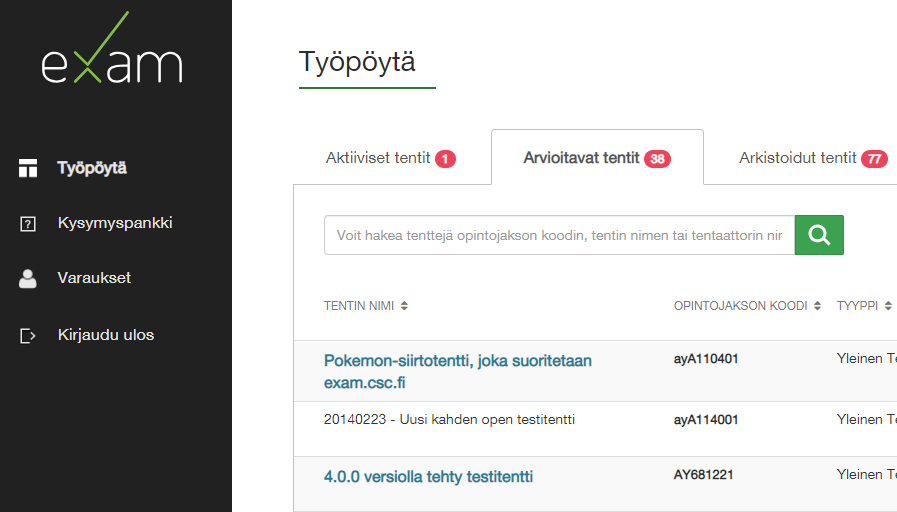 exam
Työpöytä
Kysymyspankki
Varaukset
Kirjaudu ulos
Työpöytä
Aktiiviset tentit 1
Arvioitavat tentit 38
Arkistoidut tentit 77
Voit hakea tenttejä opintojakson koodin, tentin nimen tai tentaattorin nir
TENTIN NIMI OPINTOJAKSON KOODI TYYPPI
Pokemon-siirtotentti, joka suoritetaan
exam.csc.fi
ayA110401 Yleinen Te
20140223 - Uusi kahden open testitentti ayA114001 Yleinen Te
4.0.0 versiolla tehty testitentti AY681221 Yleinen Te